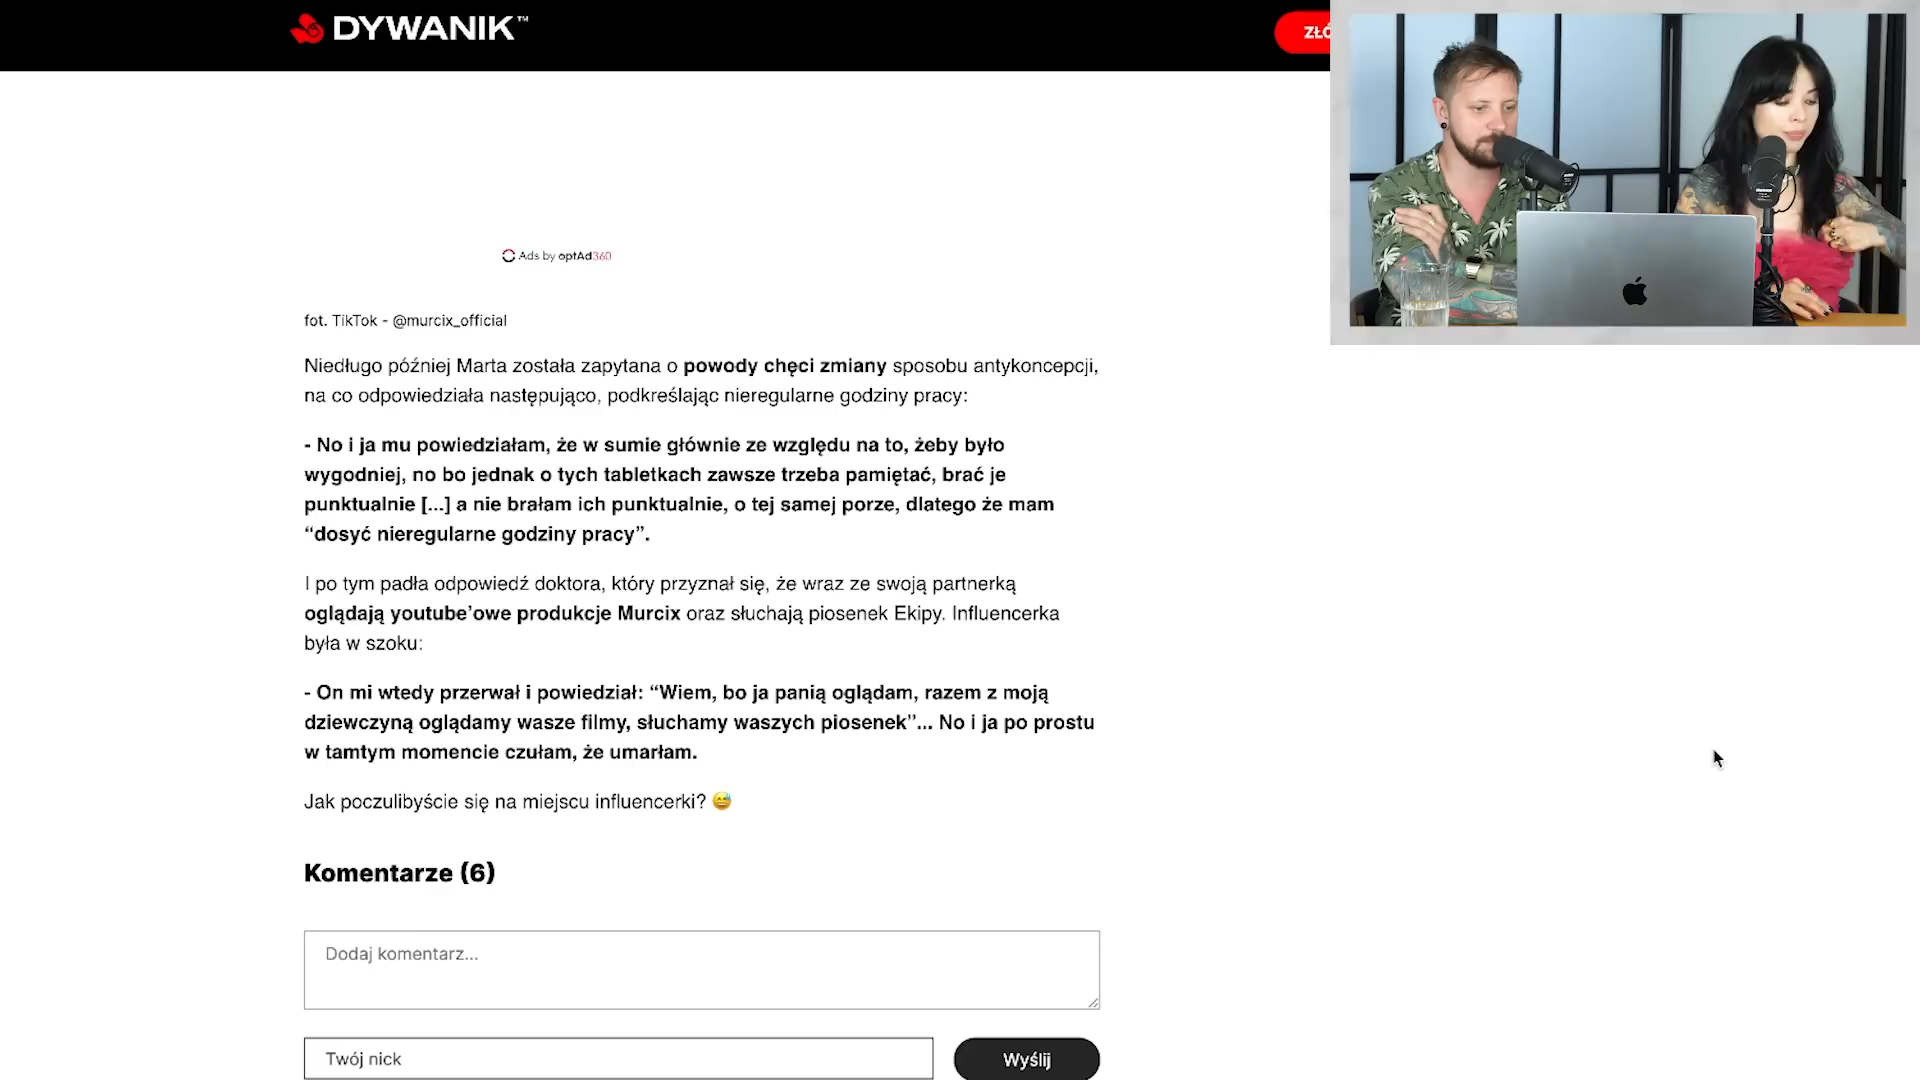 DYWANIK™
ZŁÓ
Ads by optAd360
fot. TikTok - @murcix_official
Niedługo później Marta została zapytana o powody chęci zmiany sposobu antykoncepcji,
na co odpowiedziała następująco, podkreślając nieregularne godziny pracy:
- No i ja mu powiedziałam, że w sumie głównie ze względu na to, żeby było
wygodniej, no bo jednak o tych tabletkach zawsze trzeba pamiętać, brać je
punktualnie [...] a nie brałam ich punktualnie, o tej samej porze, dlatego że mam
“dosyć nieregularne godziny pracy”.
I po tym padła odpowiedź doktora, który przyznał się, że wraz ze swoją partnerką
oglądają youtube’owe produkcje Murcix oraz słuchają piosenek Ekipy. Influencerka
była w szoku:
- On mi wtedy przerwał i powiedział: “Wiem, bo ja panią oglądam, razem z moją
dziewczyną oglądamy wasze filmy, słuchamy waszych piosenek”... No i ja po prostu
w tamtym momencie czułam, że umarłam.
Jak poczulibyście się na miejscu influencerki? 😅
Komentarze (6)
Dodaj komentarz...
Twój nick
Wyślij